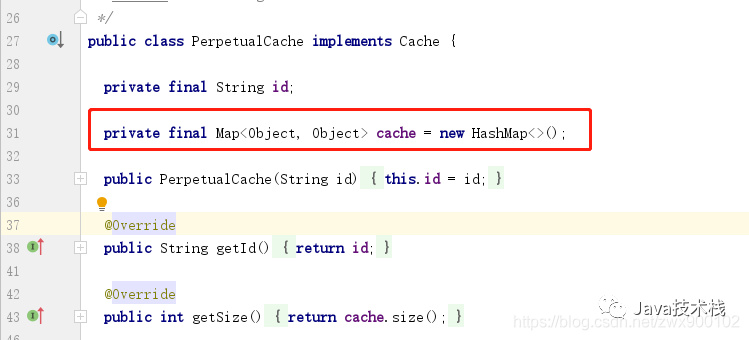 26 */
27 public class PerpetualCache implements Cache {
28
29 private final String id;
30
31 private final Map<Object, Object> cache = new HashMap<>();
32
33 public PerpetualCache(String id) { this.id = id; }
36
37 @Override
38 public String getId() { return id; }
41
42 @Override
43 public int getSize() { return cache.size(); }
46
Java技术栈
https://blog.csdn.net/zwx900102